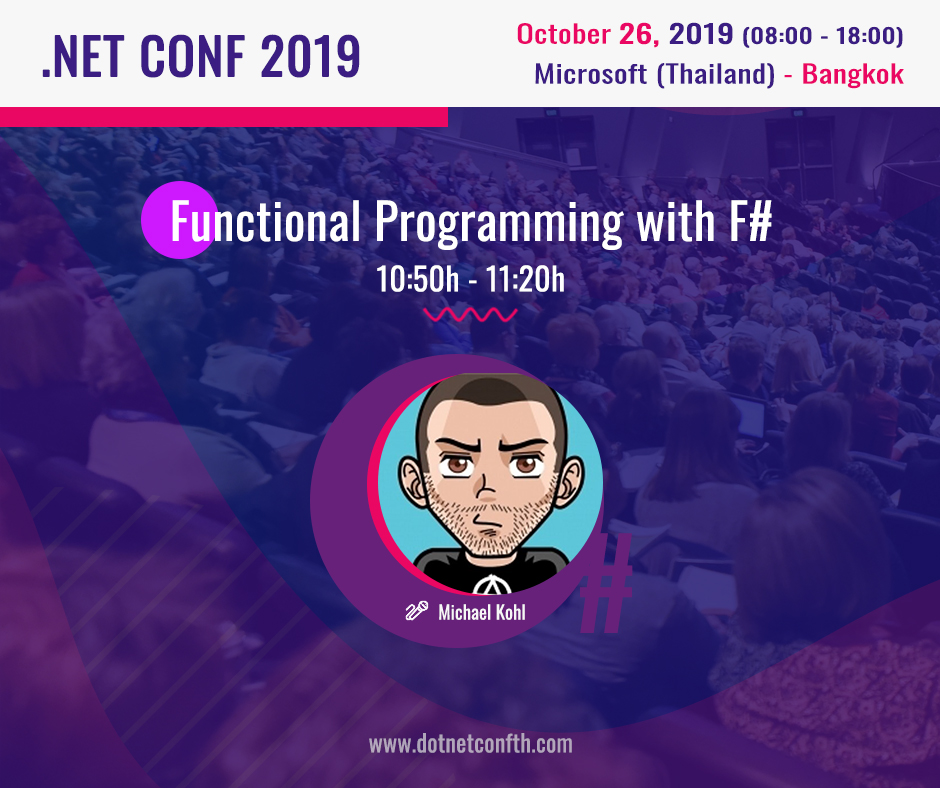 .NET CONF 2019
October 26, 2019 (08:00 - 18:00)
Microsoft (Thailand) - Bangkok
Functional Programming with F#
10:50h - 11:20h
#
Michael Kohl
www.dotnetconfth.com